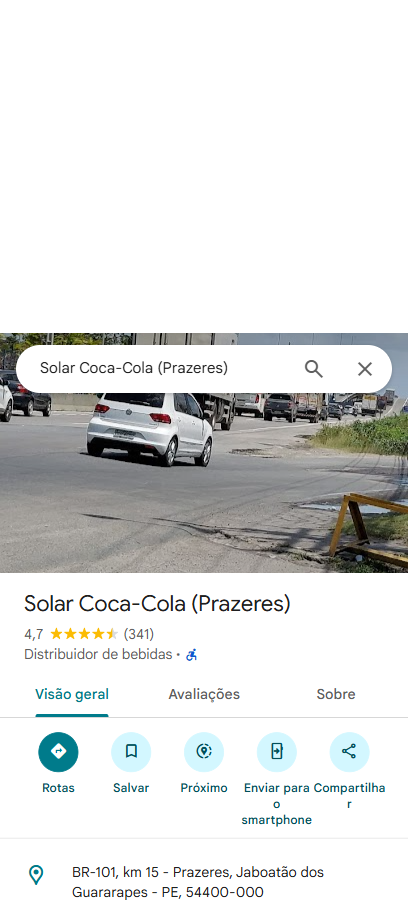 Solar Coca-Cola (Prazeres)
Solar Coca-Cola (Prazeres)
4,7 (341)
Distribuidor de bebidas ·
Visão geral Avaliações Sobre
Rotas Salvar Próximo Enviar para o smartphone Compartilhar
BR-101, km 15 - Prazeres, Jaboatão dos
Guararapes - PE, 54400-000